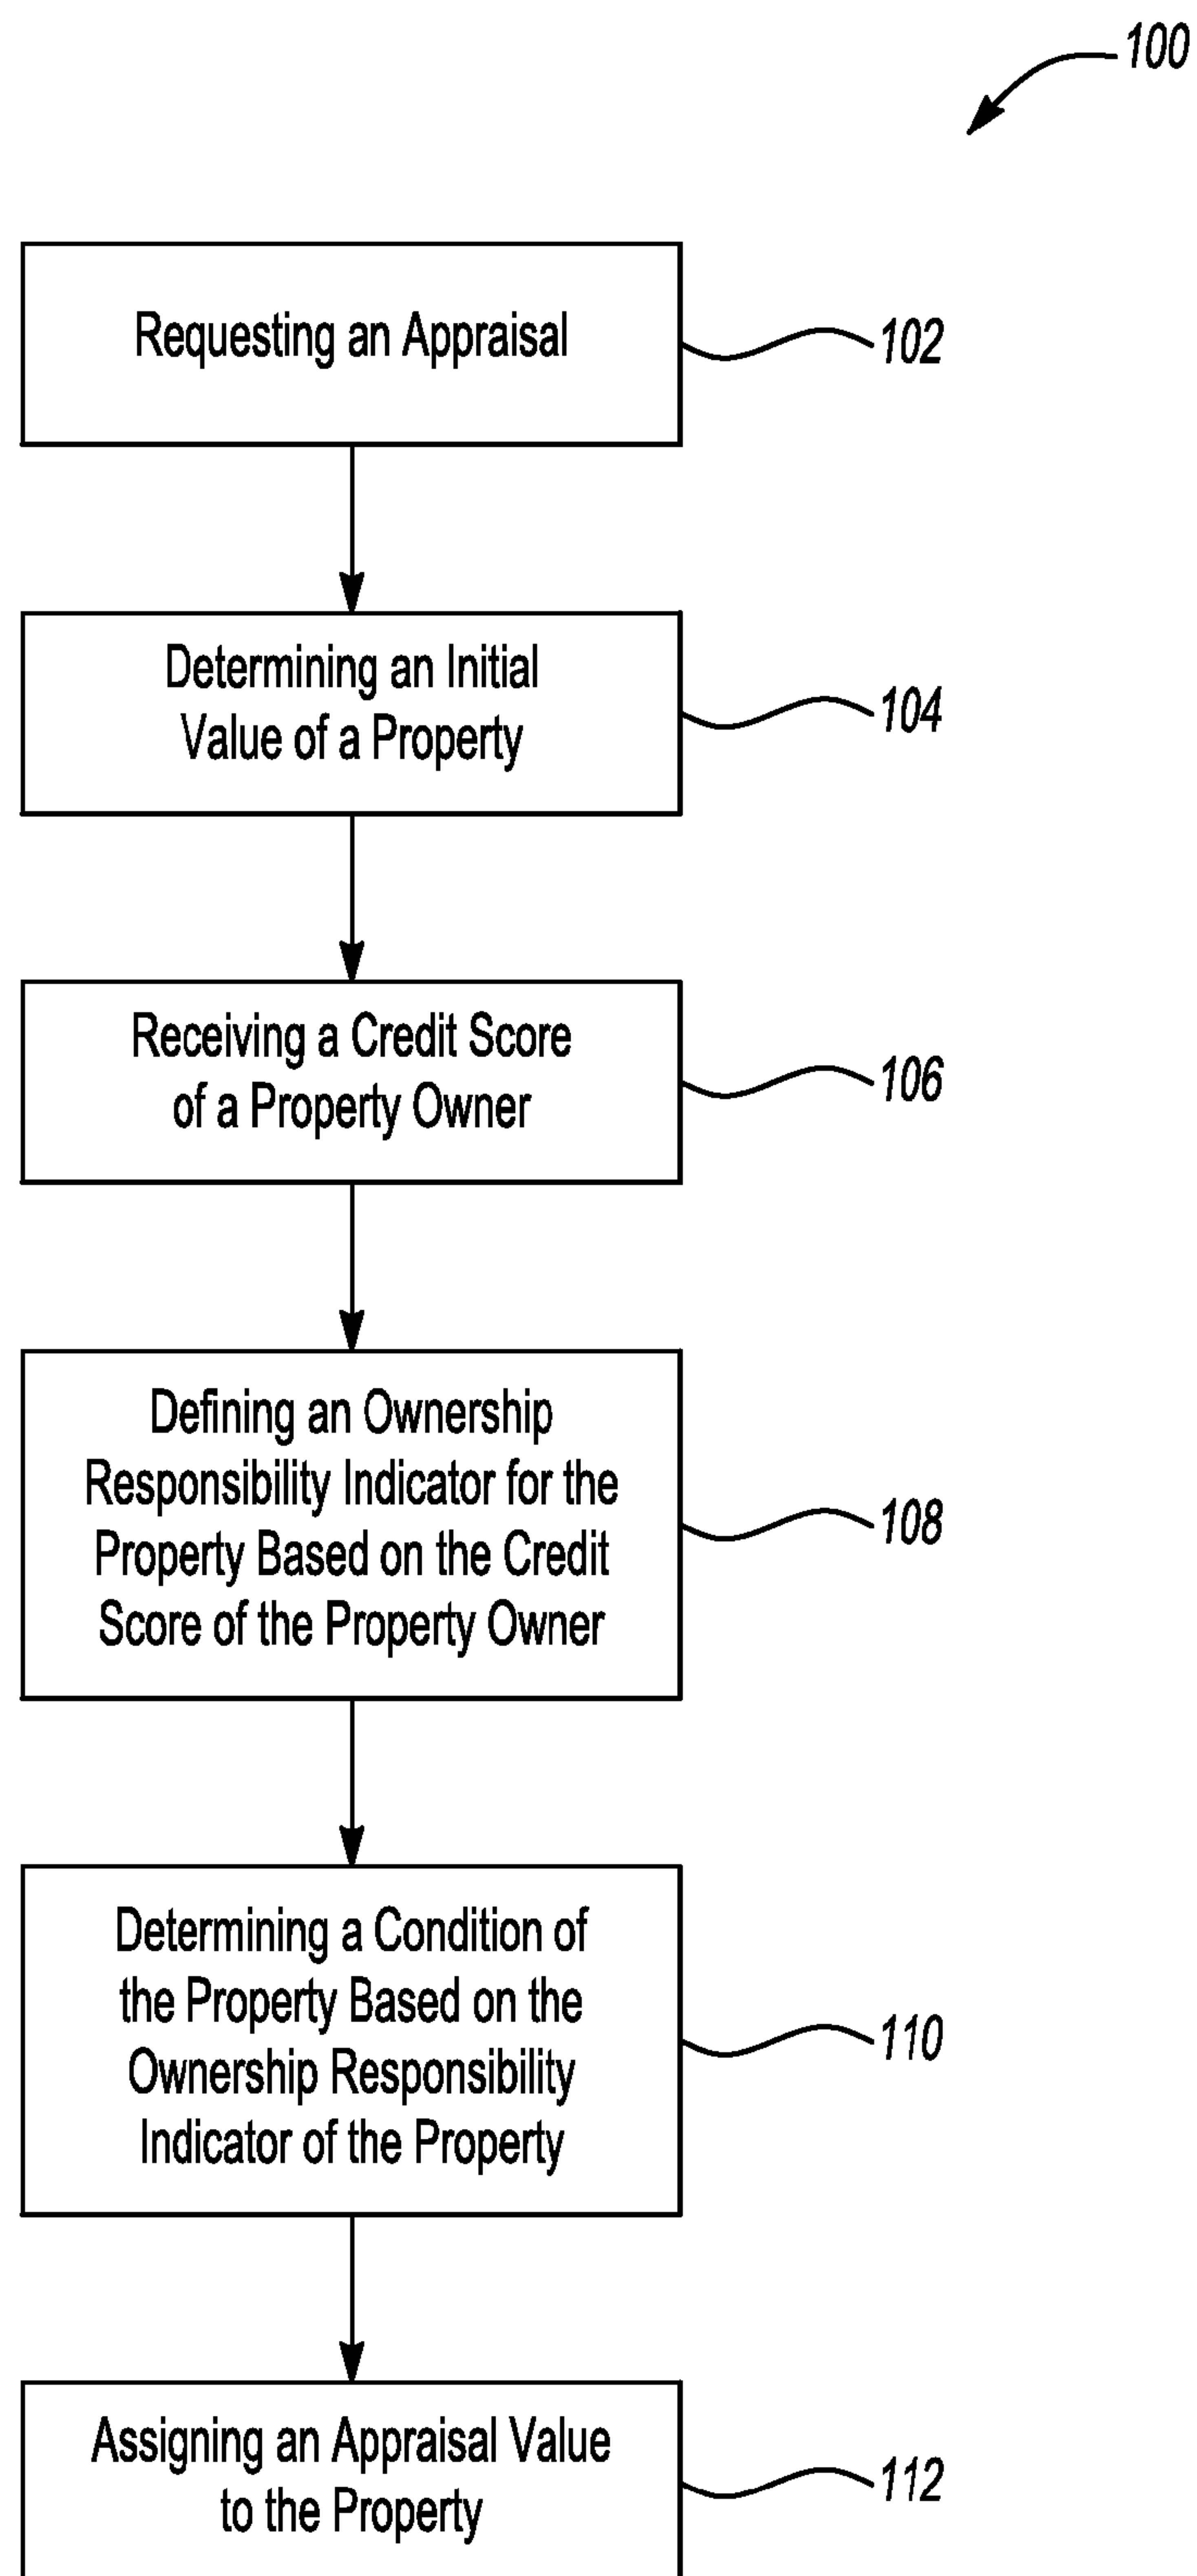 100
Requesting an Appraisal
102
Determining an Initial
Value of a Property
104
Receiving a Credit Score
of a Property Owner
106
Defining an Ownership
Responsibility Indicator for the
Property Based on the Credit
Score of the Property Owner
108
Determining a Condition of
the Property Based on the
Ownership Responsibility
Indicator of the Property
110
Assigning an Appraisal Value
to the Property
112